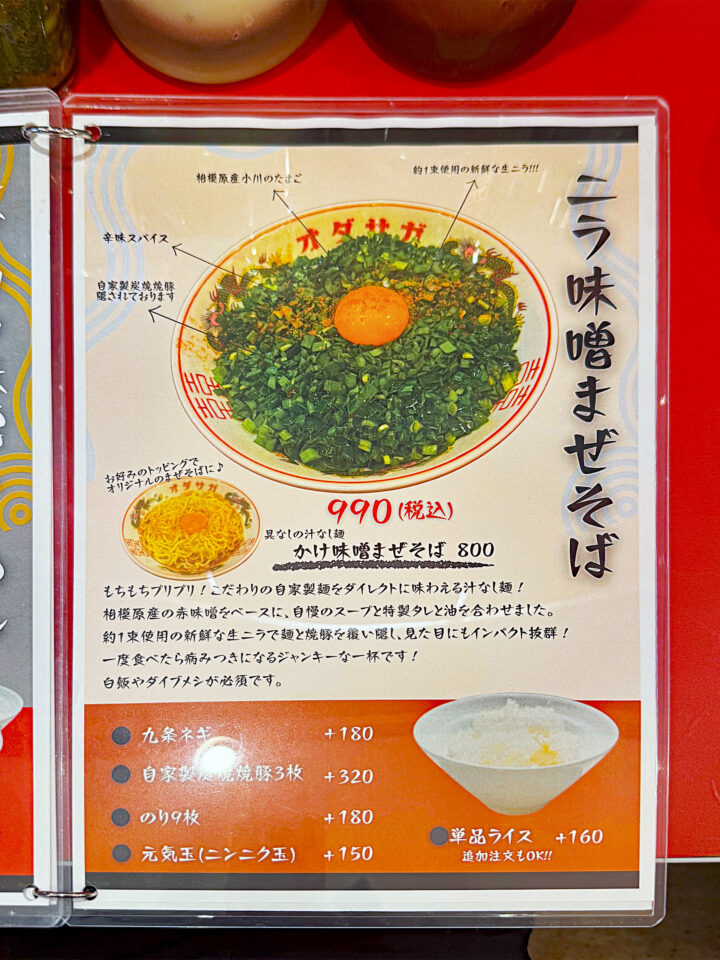 ニラ味噌まぜそば
相模原産小川のたまご
約1束使用の新鮮な生ニラ!!!
辛味スパイス
自家製炭焼焼豚
隠されております
オダサガ
お好みのトッピングで
オリジナルのまぜそばに♪
オダサガ
990(税込)
具なしの汁なし麺
かけ味噌まぜそば 800
もちもちプリプリ！こだわりの自家製麺をダイレクトに味わえる汁なし麺！
相模原産の赤味噌をベースに、自慢のスープと特製タレと油を合わせました。
約1束使用の新鮮な生ニラで麺と焼豚を覆い隠し、見た目にもインパクト抜群！
一度食べたら病みつきになるジャンキーな一杯です！
白飯やダイブメシが必須です。
九条ネギ +180
自家製炭焼焼豚3枚 +320
のり9枚 +180
元気玉(ニンニク玉) +150
単品ライス +160
追加注文もOK!!